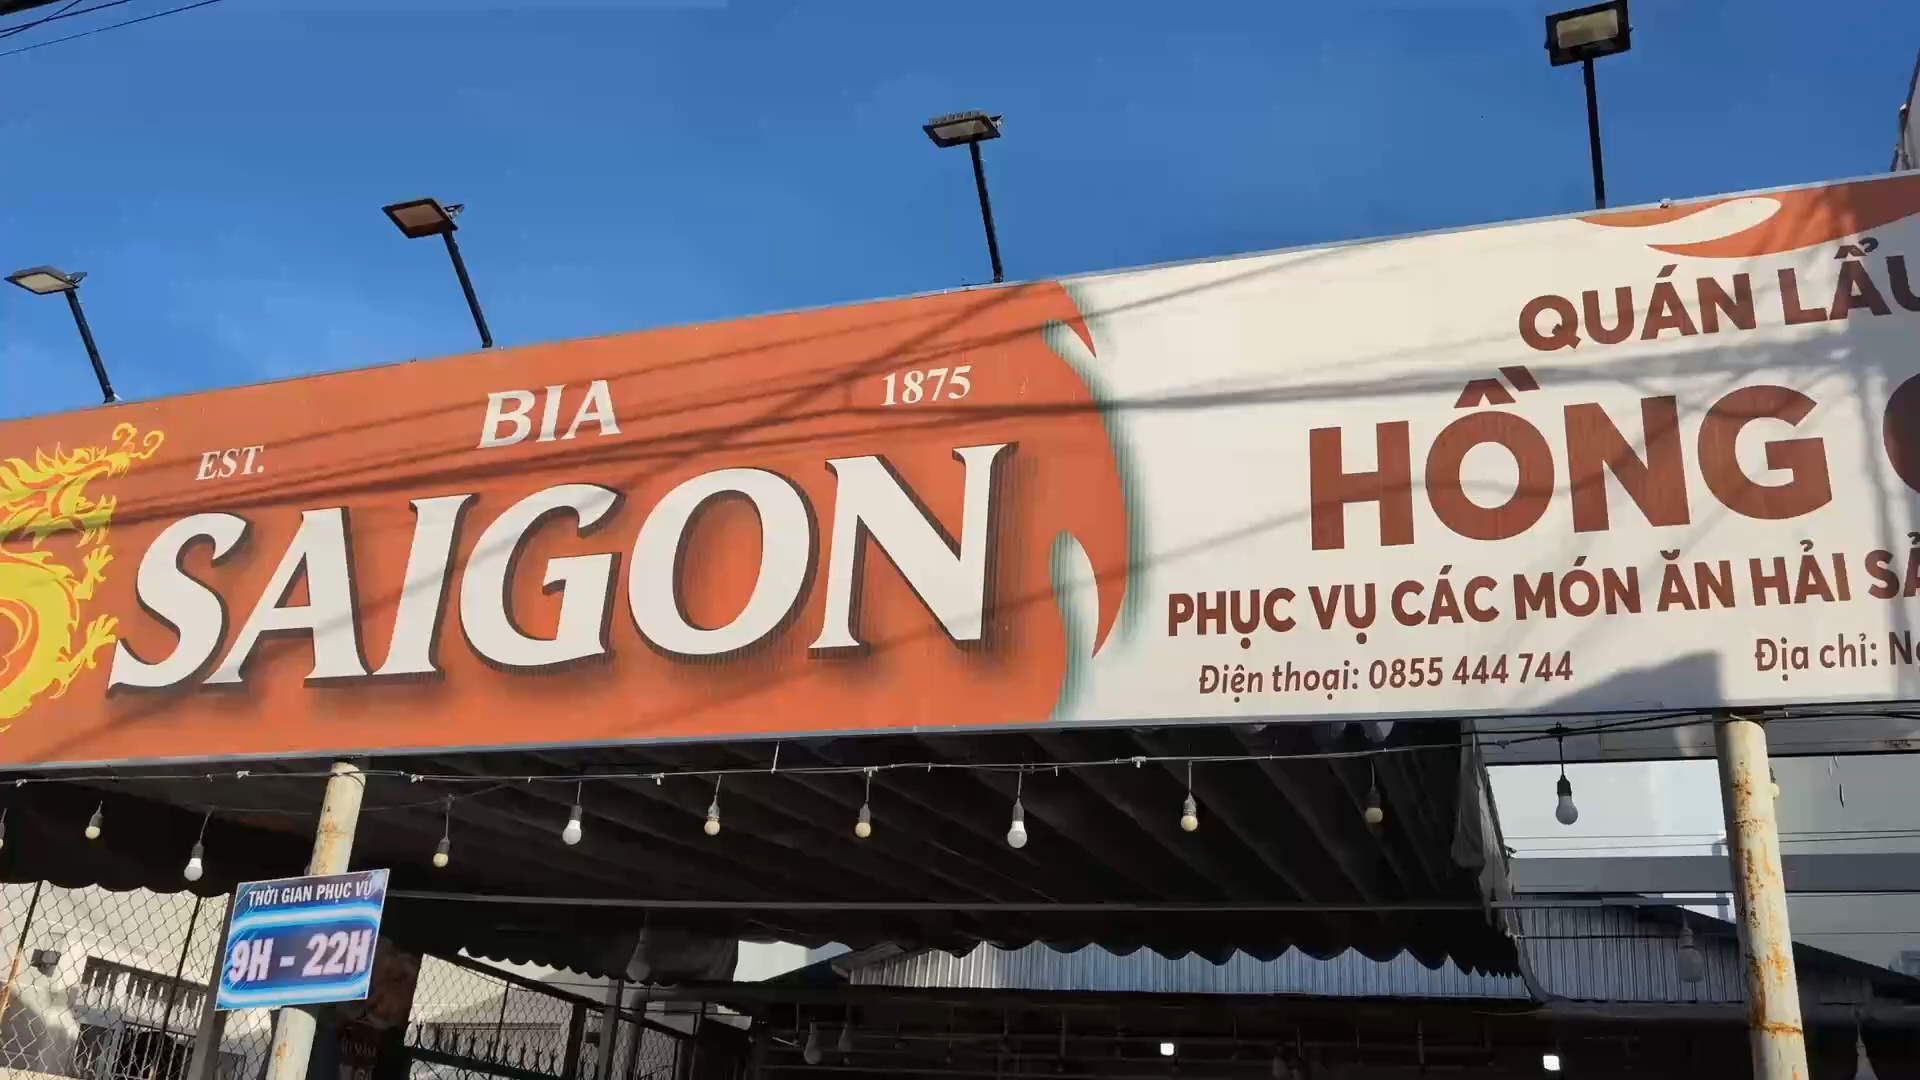 EST.
BIA
1875
SAIGON
QUÁN LẨU
HỒNG
PHỤC VỤ CÁC MÓN ĂN HẢI
Điện thoại: 0855 444 744
Địa chỉ:
THỜI GIAN PHỤC VỤ
9H - 22H